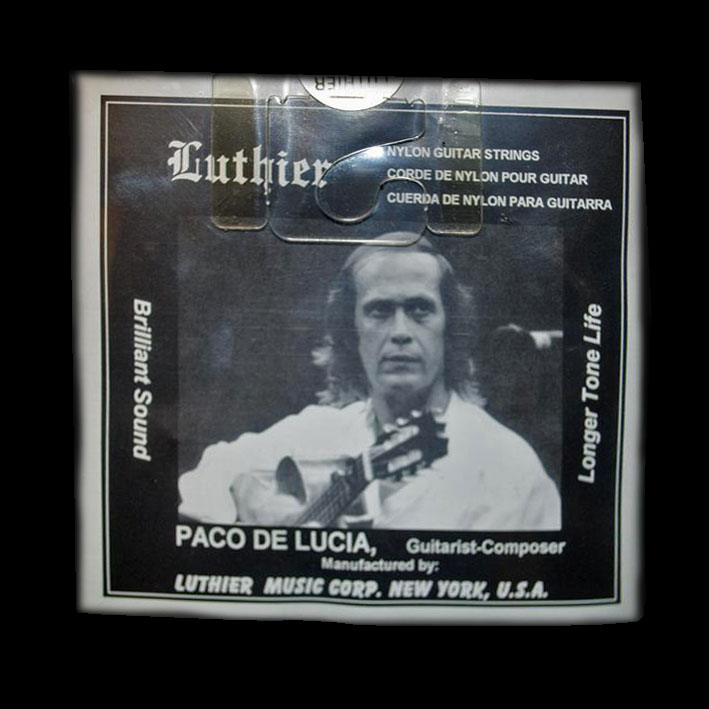 LUTHIER
Luthier
NYLON GUITAR STRINGS
CORDE DE NYLON POUR GUITAR
CUERDA DE NYLON PARA GUITARRA
Brilliant Sound
Longer Tone Life
PACO DE LUCIA, Guitarist-Composer
Manufactured by:
LUTHIER MUSIC CORP. NEW YORK, U.S.A.